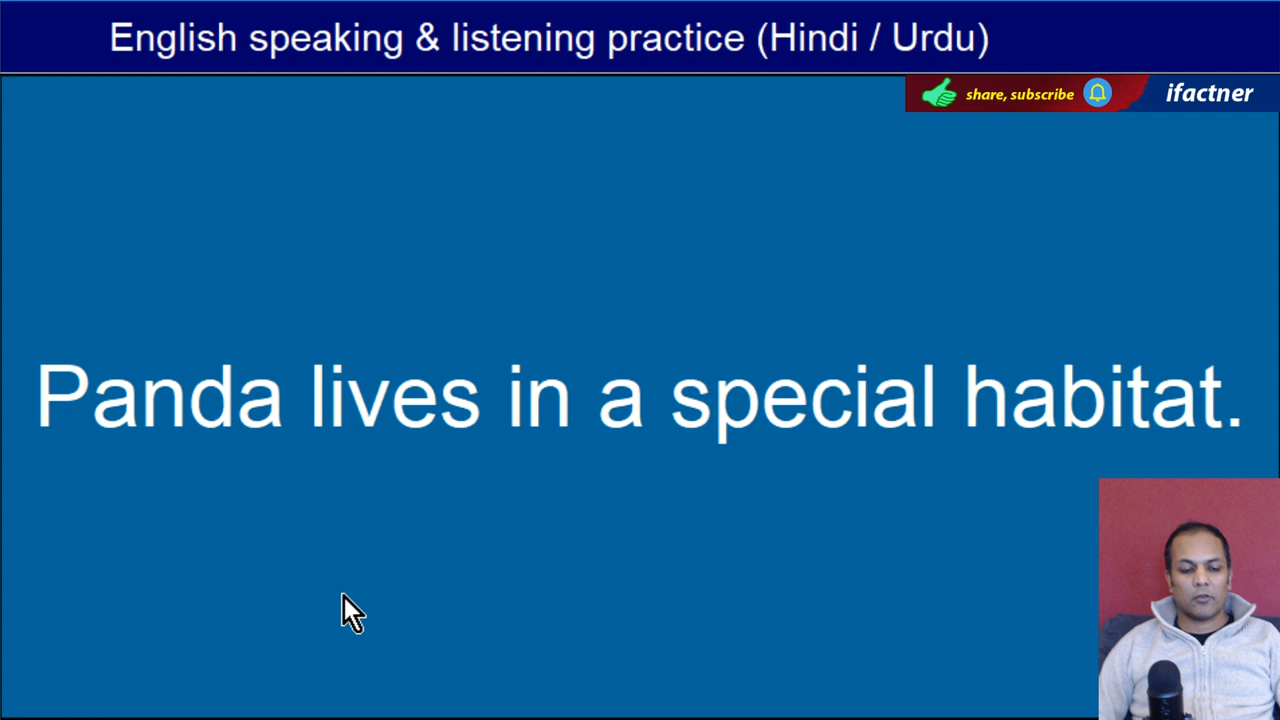 English speaking & listening practice (Hindi / Urdu)
share, subscribe
ifactner
Panda lives in a special habitat.